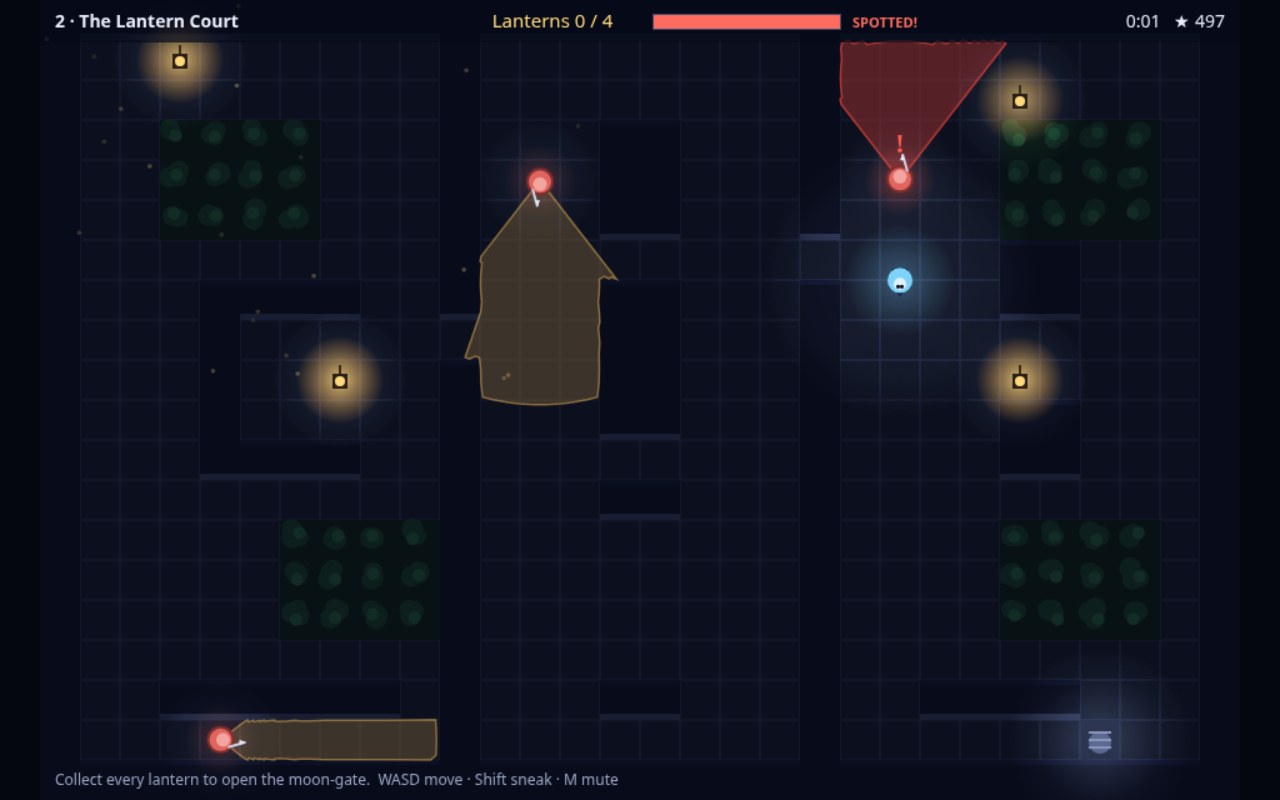 2 · The Lantern Court
Lanterns 0 / 4
SPOTTED!
0:01 ★ 497
!
Collect every lantern to open the moon-gate. WASD move · Shift sneak · M mute